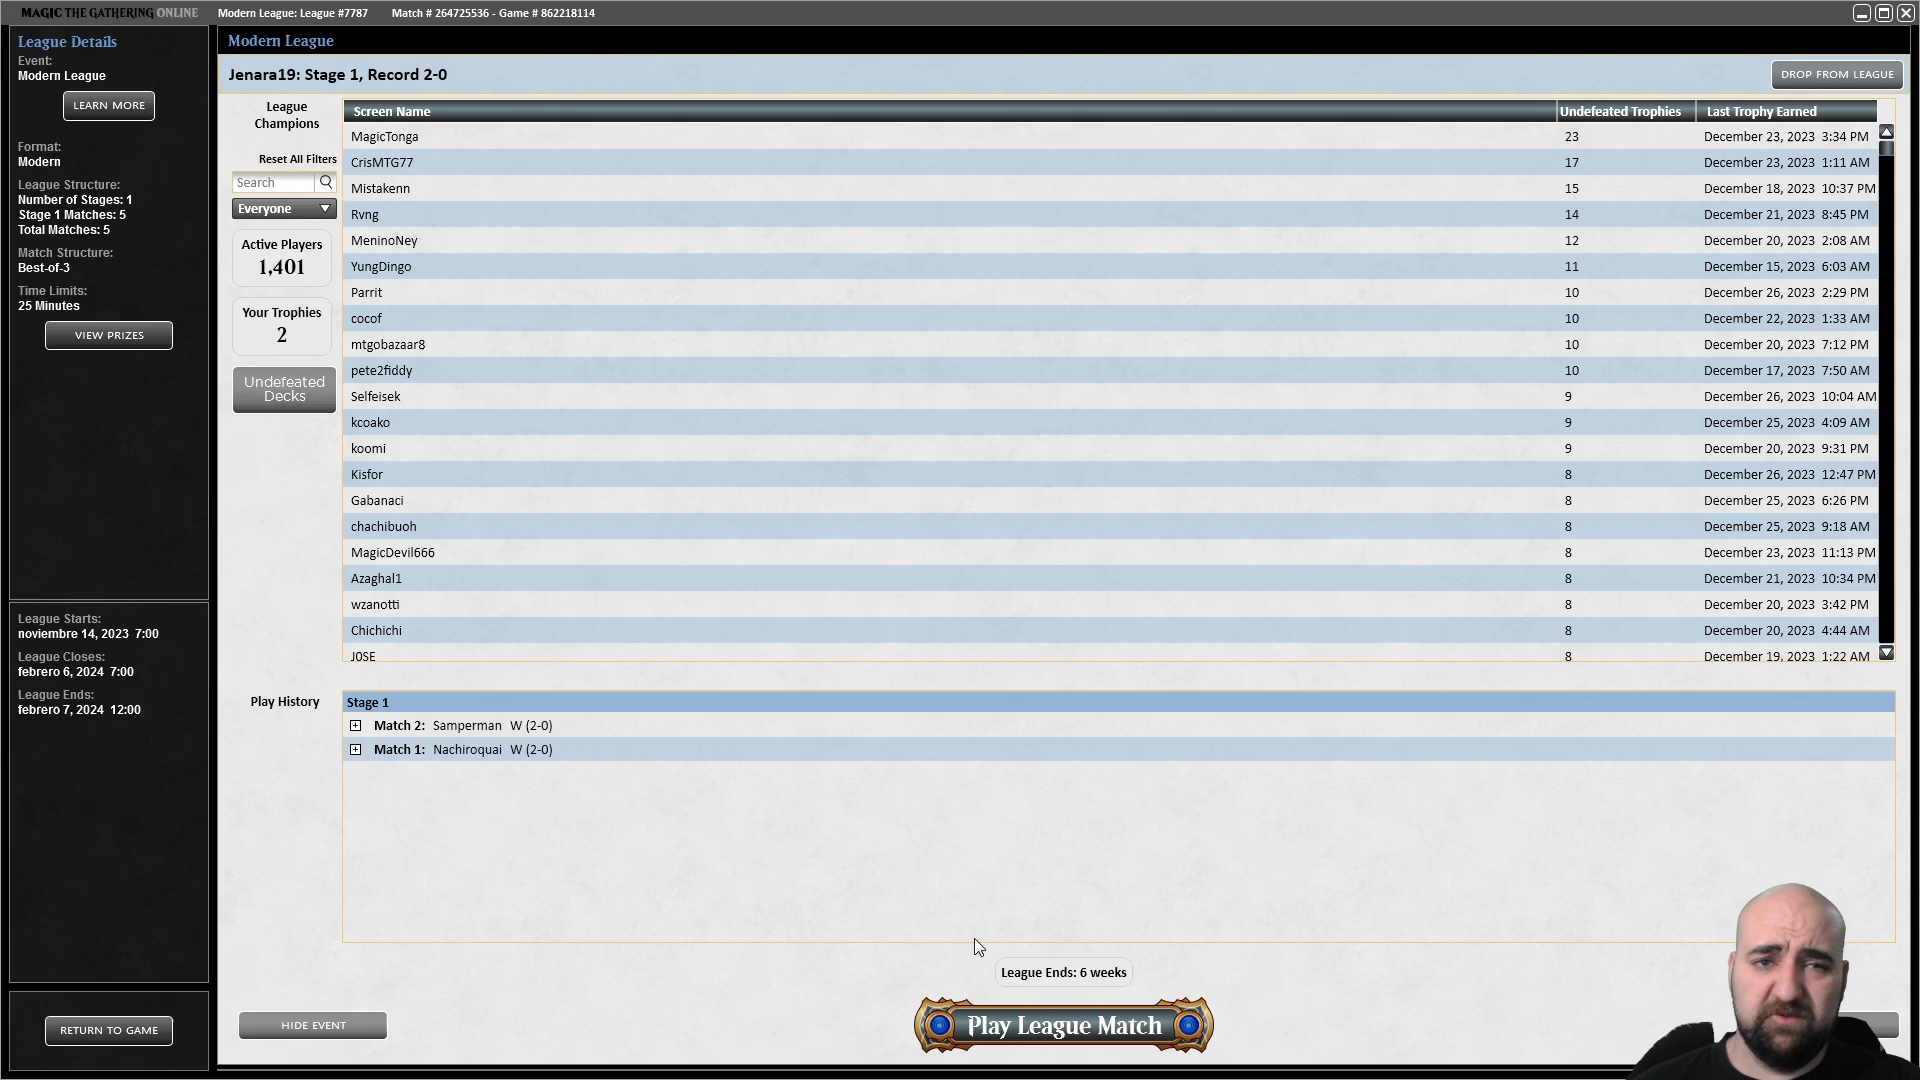 MAGIC THE GATHERING ONLINE
Modern League: League #7787
Match # 264725536 - Game # 862218114
League Details
Event:
Modern League
LEARN MORE
Format:
Modern
League Structure:
Number of Stages: 1
Stage 1 Matches: 5
Total Matches: 5
Match Structure:
Best-of-3
Time Limits:
25 Minutes
VIEW PRIZES
League Starts:
noviembre 14, 2023 7:00
League Closes:
febrero 6, 2024 7:00
League Ends:
febrero 7, 2024 12:00
RETURN TO GAME
Modern League
Jenara19: Stage 1, Record 2-0
DROP FROM LEAGUE
League
Champions
Reset All Filters
Search
Everyone
Active Players
1,401
Your Trophies
2
Undefeated
Decks
Screen Name Undefeated Trophies Last Trophy Earned
MagicTonga 23 December 23, 2023 3:34 PM
CrisMTG77 17 December 23, 2023 1:11 AM
Mistakenn 15 December 18, 2023 10:37 PM
Rvng 14 December 21, 2023 8:45 PM
MeninoNey 12 December 20, 2023 2:08 AM
YungDingo 11 December 15, 2023 6:03 AM
Parrit 10 December 26, 2023 2:29 PM
cocof 10 December 22, 2023 1:33 AM
mtgobazaar8 10 December 20, 2023 7:12 PM
pete2fiddy 10 December 17, 2023 7:50 AM
Selfeisek 9 December 26, 2023 10:04 AM
kcoako 9 December 25, 2023 4:09 AM
koomi 9 December 20, 2023 9:31 PM
Kisfor 8 December 26, 2023 12:47 PM
Gabanaci 8 December 25, 2023 6:26 PM
chachibuoh 8 December 25, 2023 9:18 AM
MagicDevil666 8 December 23, 2023 11:13 PM
Azaghal1 8 December 21, 2023 10:34 PM
wzanotti 8 December 20, 2023 3:42 PM
Chichichi 8 December 20, 2023 4:44 AM
J0SE 8 December 19, 2023 1:22 AM
Play History
Stage 1
Match 2: Samperman W (2-0)
Match 1: Nachiroquai W (2-0)
League Ends: 6 weeks
HIDE EVENT
Play League Match